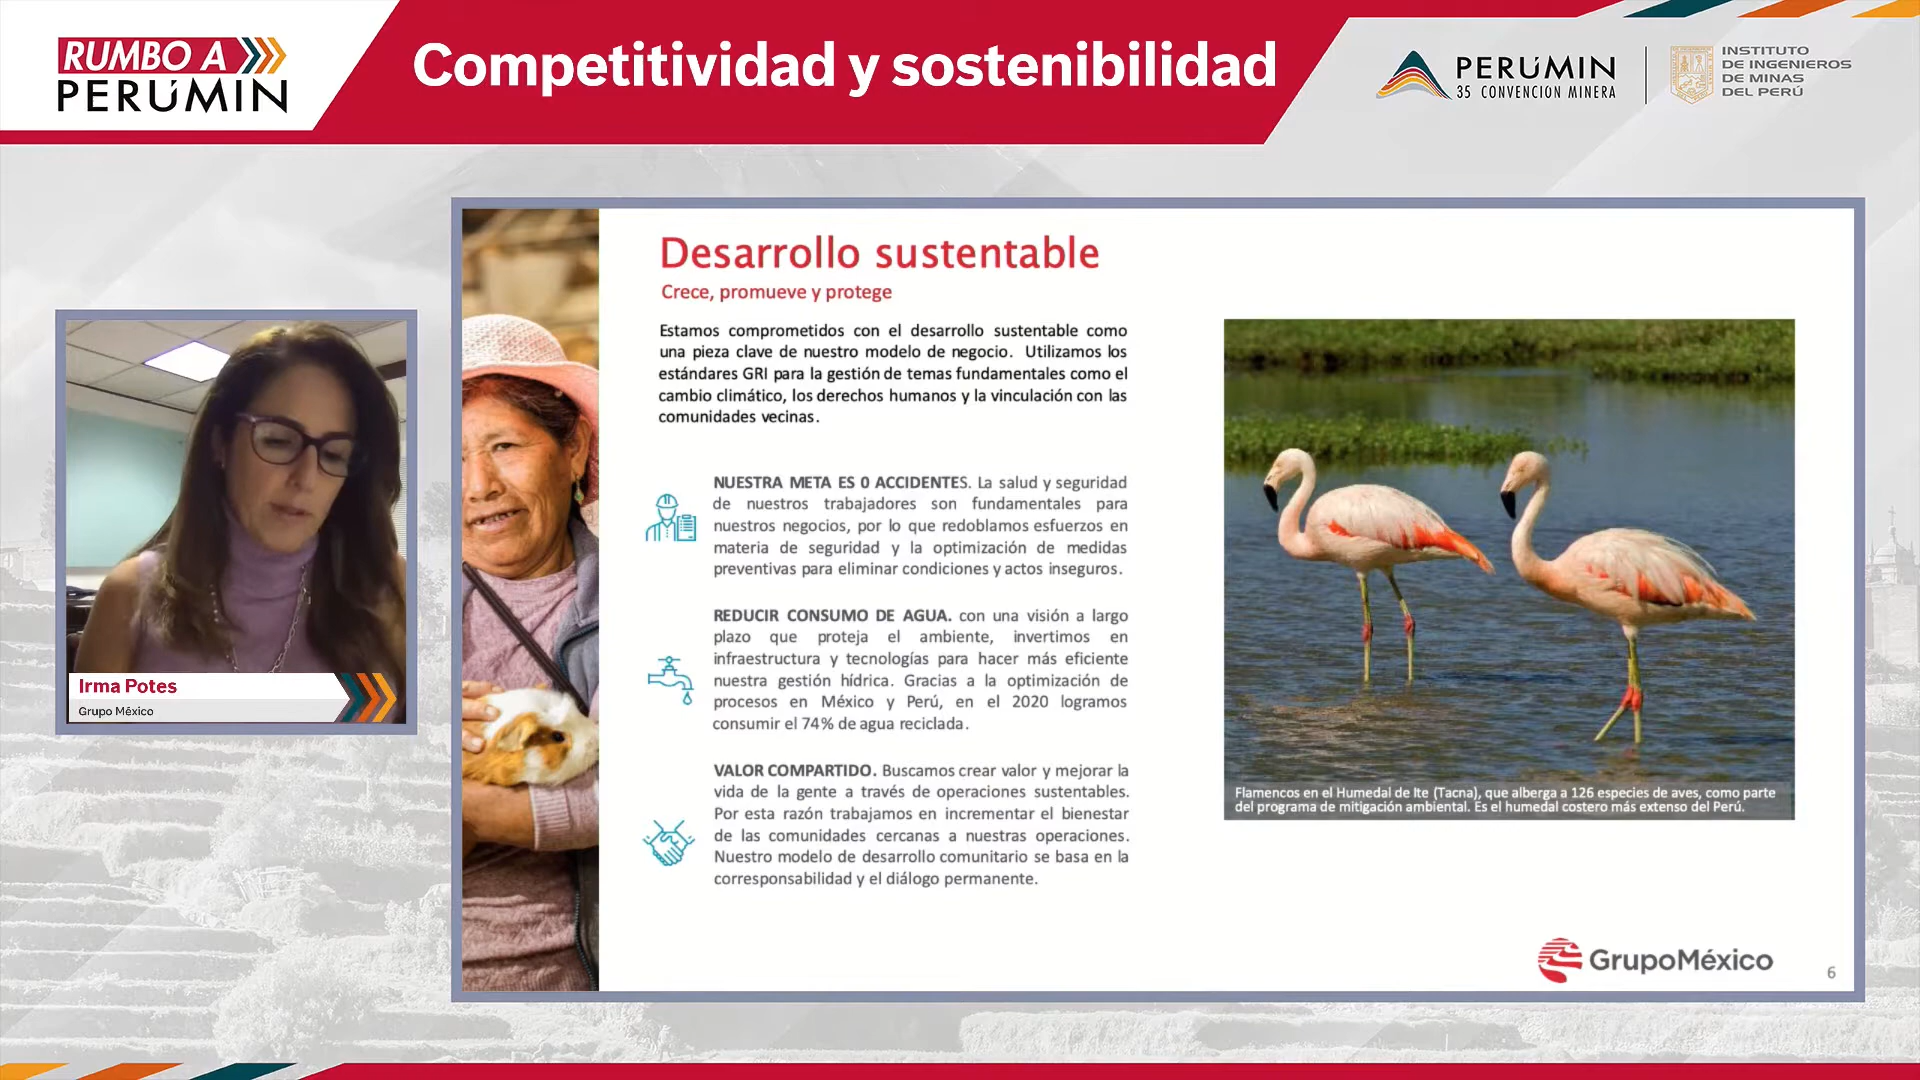 RUMBO A
PERÚMIN
Competitividad y sostenibilidad
PERÚMIN
35 CONVENCIÓN MINERA
INSTITUTO
DE INGENIEROS
DE MINAS
DEL PERÚ
Irma Potes
Grupo México
Desarrollo sustentable
Crece, promueve y protege
Estamos comprometidos con el desarrollo sustentable como
una pieza clave de nuestro modelo de negocio. Utilizamos los
estándares GRI para la gestión de temas fundamentales como el
cambio climático, los derechos humanos y la vinculación con las
comunidades vecinas.
NUESTRA META ES 0 ACCIDENTES. La salud y seguridad
de nuestros trabajadores son fundamentales para
nuestros negocios, por lo que redoblamos esfuerzos en
materia de seguridad y la optimización de medidas
preventivas para eliminar condiciones y actos inseguros.
REDUCIR CONSUMO DE AGUA. con una visión a largo
plazo que proteja el ambiente, invertimos en
infraestructura y tecnologías para hacer más eficiente
nuestra gestión hídrica. Gracias a la optimización de
procesos en México y Perú, en el 2020 logramos
consumir el 74% de agua reciclada.
VALOR COMPARTIDO. Buscamos crear valor y mejorar la
vida de la gente a través de operaciones sustentables.
Por esta razón trabajamos en incrementar el bienestar
de las comunidades cercanas a nuestras operaciones.
Nuestro modelo de desarrollo comunitario se basa en la
corresponsabilidad y el diálogo permanente.
Flamencos en el Humedal de Ite (Tacna), que alberga a 126 especies de aves, como parte
del programa de mitigación ambiental. Es el humedal costero más extenso del Perú.
GrupoMéxico
6